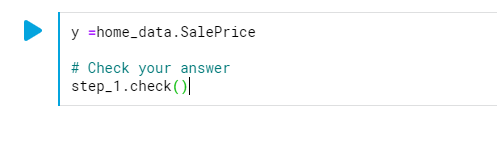 y =home_data.SalePrice
# Check your answer
step_1.check()